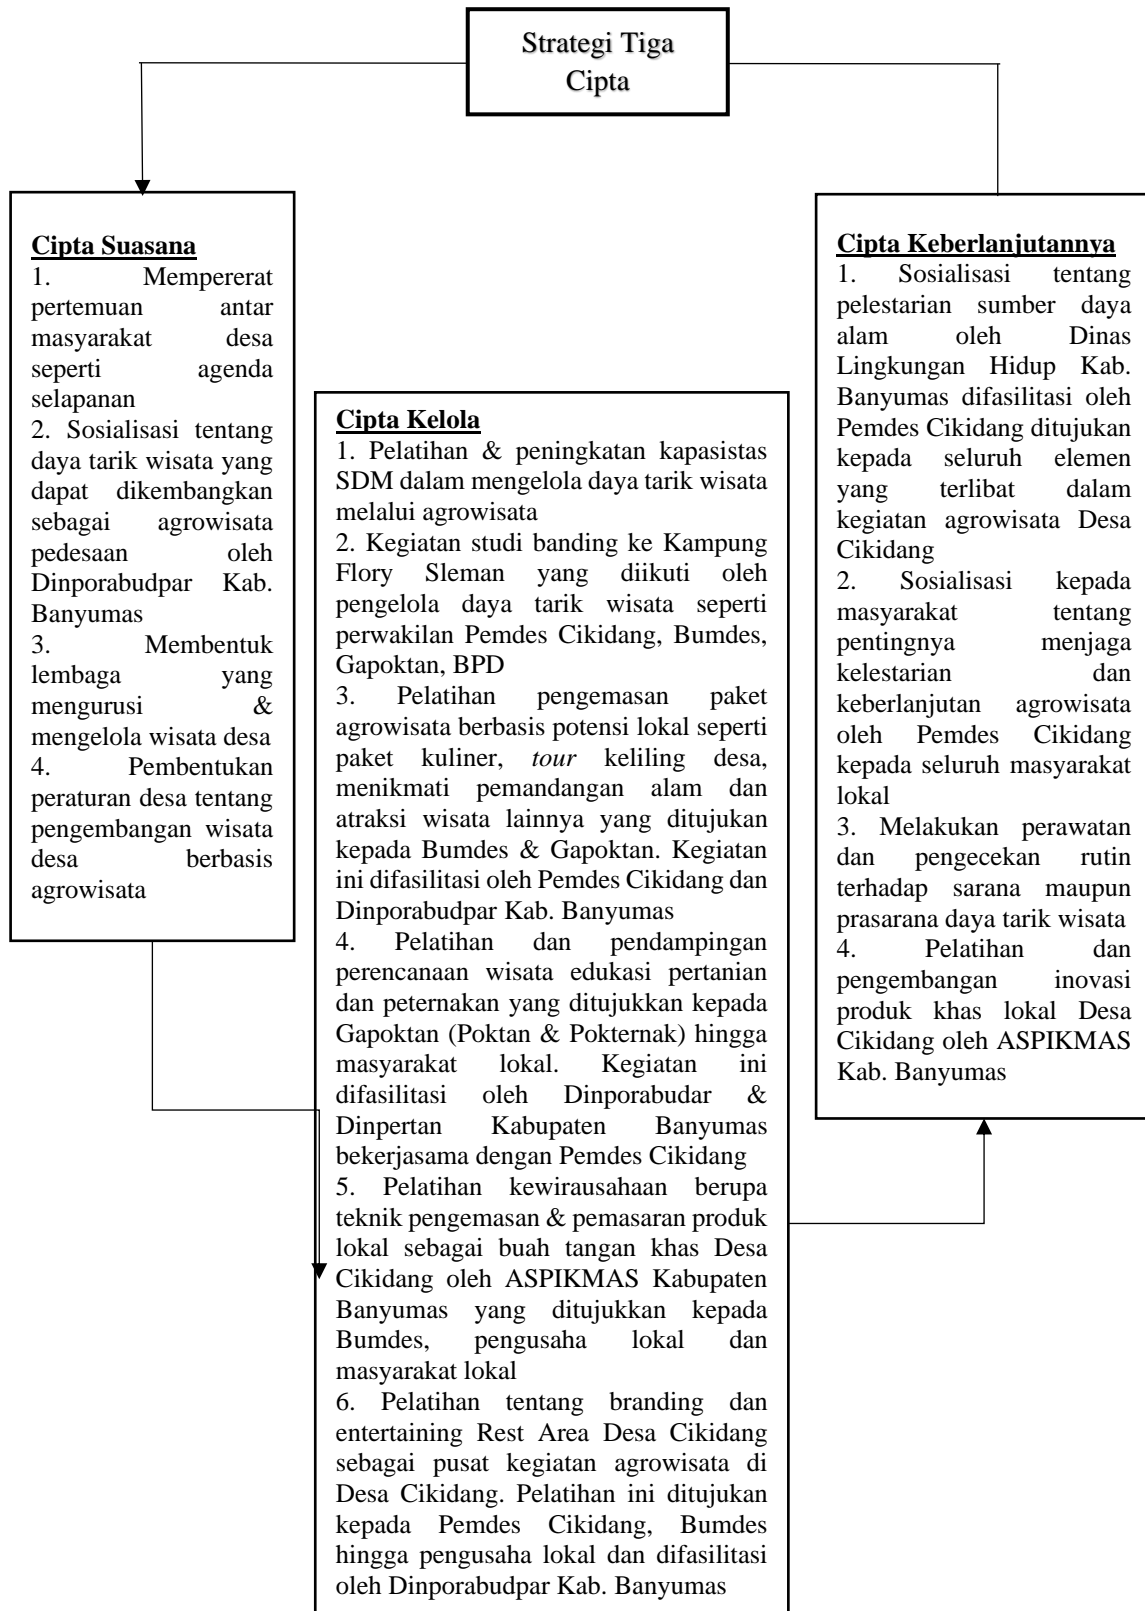 Strategi Tiga
Cipta
Cipta Suasana
1. Mempererat
pertemuan antar
masyarakat desa
seperti agenda
selapanan
2. Sosialisasi tentang
daya tarik wisata yang
dapat dikembangkan
sebagai agrowisata
pedesaan oleh
Dinporabudpar Kab.
Banyumas
3. Membentuk
lembaga yang
mengurusi &
mengelola wisata desa
4. Pembentukan
peraturan desa tentang
pengembangan wisata
desa berbasis
agrowisata
Cipta Kelola
1. Pelatihan & peningkatan kapasistas
SDM dalam mengelola daya tarik wisata
melalui agrowisata
2. Kegiatan studi banding ke Kampung
Flory Sleman yang diikuti oleh
pengelola daya tarik wisata seperti
perwakilan Pemdes Cikidang, Bumdes,
Gapoktan, BPD
3. Pelatihan pengemasan paket
agrowisata berbasis potensi lokal seperti
paket kuliner, tour keliling desa,
menikmati pemandangan alam dan
atraksi wisata lainnya yang ditujukan
kepada Bumdes & Gapoktan. Kegiatan
ini difasilitasi oleh Pemdes Cikidang dan
Dinporabudpar Kab. Banyumas
4. Pelatihan dan pendampingan
perencanaan wisata edukasi pertanian
dan peternakan yang ditujukkan kepada
Gapoktan (Poktan & Pokternak) hingga
masyarakat lokal. Kegiatan ini
difasilitasi oleh Dinporabudar &
Dinpertan Kabupaten Banyumas
bekerjasama dengan Pemdes Cikidang
5. Pelatihan kewirausahaan berupa
teknik pengemasan & pemasaran produk
lokal sebagai buah tangan khas Desa
Cikidang oleh ASPIKMAS Kabupaten
Banyumas yang ditujukkan kepada
Bumdes, pengusaha lokal dan
masyarakat lokal
6. Pelatihan tentang branding dan
entertaining Rest Area Desa Cikidang
sebagai pusat kegiatan agrowisata di
Desa Cikidang. Pelatihan ini ditujukan
kepada Pemdes Cikidang, Bumdes
hingga pengusaha lokal dan difasilitasi
oleh Dinporabudpar Kab. Banyumas
Cipta Keberlanjutannya
1. Sosialisasi tentang
pelestarian sumber daya
alam oleh Dinas
Lingkungan Hidup Kab.
Banyumas difasilitasi oleh
Pemdes Cikidang ditujukan
kepada seluruh elemen
yang terlibat dalam
kegiatan agrowisata Desa
Cikidang
2. Sosialisasi kepada
masyarakat tentang
pentingnya menjaga
kelestarian dan
keberlanjutan agrowisata
oleh Pemdes Cikidang
kepada seluruh masyarakat
lokal
3. Melakukan perawatan
dan pengecekan rutin
terhadap sarana maupun
prasarana daya tarik wisata
4. Pelatihan dan
pengembangan inovasi
produk khas lokal Desa
Cikidang oleh ASPIKMAS
Kab. Banyumas